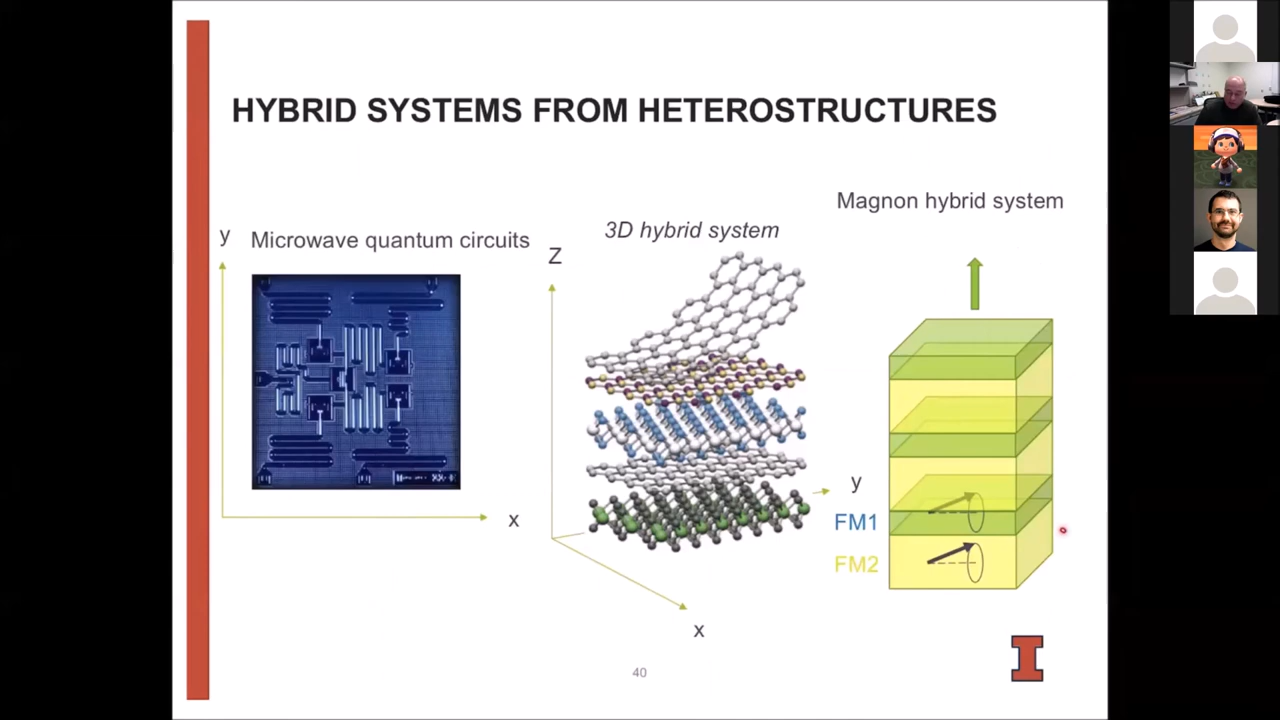 HYBRID SYSTEMS FROM HETEROSTRUCTURES
Magnon hybrid system
3D hybrid system
y
Microwave quantum circuits
Z
y
x
FM1
FM2
x
40